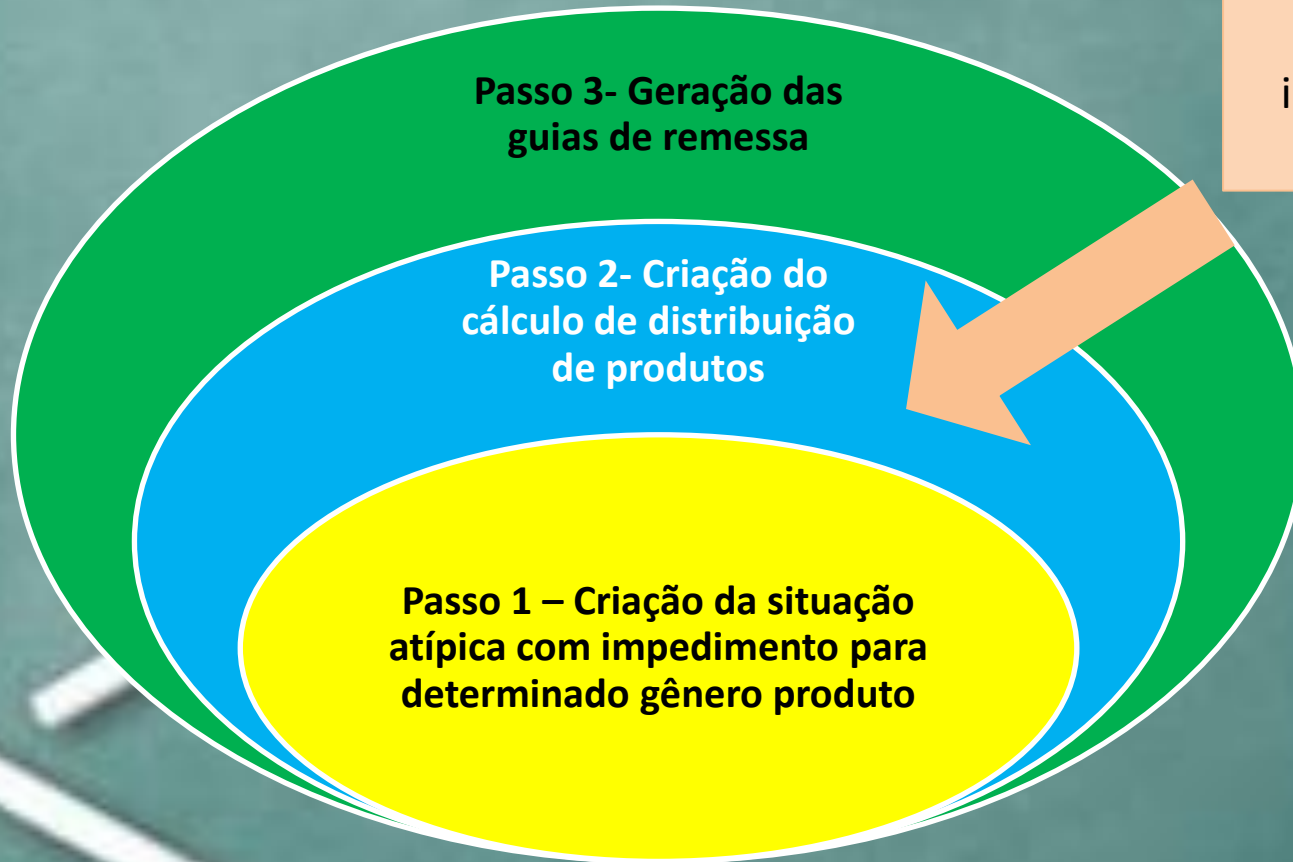 Passo 3- Geração das
guias de remessa
i
Passo 2- Criação do
cálculo de distribuição
de produtos
Passo 1 – Criação da situação
atípica com impedimento para
determinado gênero produto